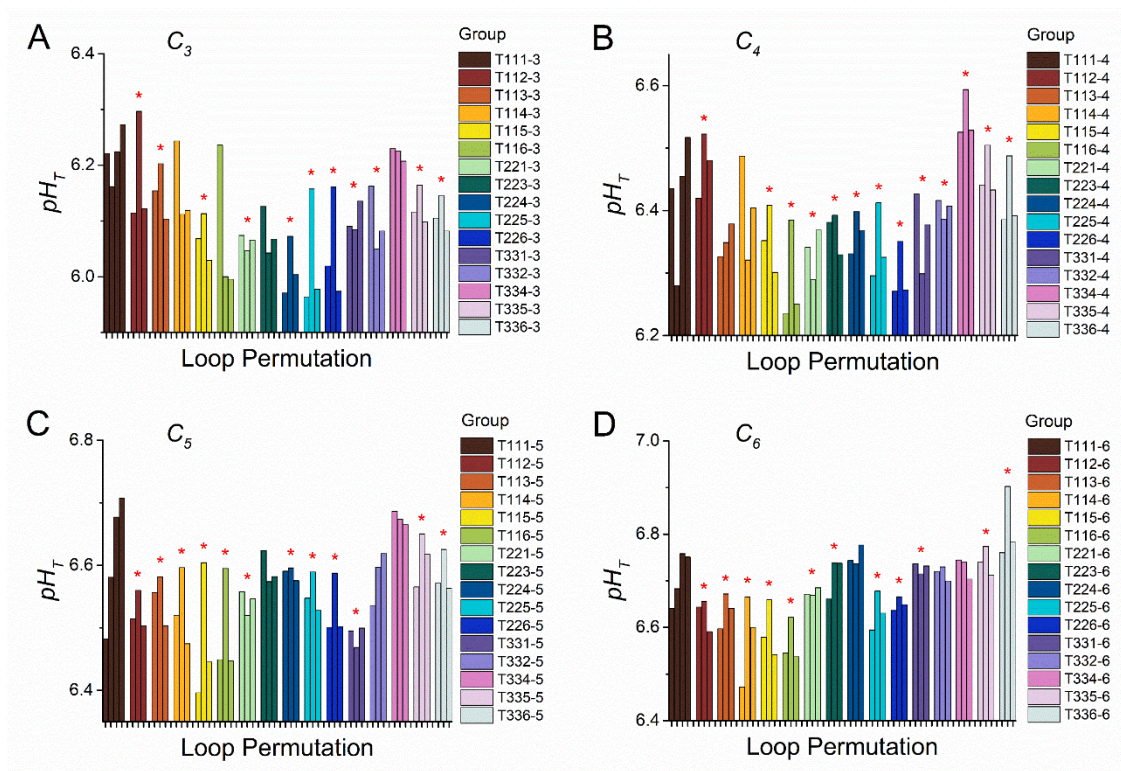 A
C3
Group
6.4
6.2
6.0
pHT
Loop Permutation
T111-3
T112-3
T113-3
T114-3
T115-3
T116-3
T221-3
T223-3
T224-3
T225-3
T226-3
T331-3
T332-3
T334-3
T335-3
T336-3
* * * * * * * * * * *
B
C4
Group
6.6
6.4
6.2
pHT
Loop Permutation
T111-4
T112-4
T113-4
T114-4
T115-4
T116-4
T221-4
T223-4
T224-4
T225-4
T226-4
T331-4
T332-4
T334-4
T335-4
T336-4
* * * * * * * * * * * * *
C
C5
Group
6.8
6.6
6.4
pHT
Loop Permutation
T111-5
T112-5
T113-5
T114-5
T115-5
T116-5
T221-5
T223-5
T224-5
T225-5
T226-5
T331-5
T332-5
T334-5
T335-5
T336-5
* * * * * * * * * * * *
D
C6
Group
7.0
6.8
6.6
6.4
pHT
Loop Permutation
T111-6
T112-6
T113-6
T114-6
T115-6
T116-6
T221-6
T223-6
T224-6
T225-6
T226-6
T331-6
T332-6
T334-6
T335-6
T336-6
* * * * * * * * * * * *